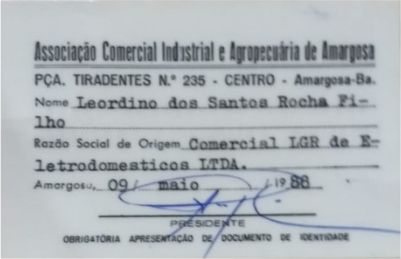 Associação Comercial Industrial e Agropecuária de Amargosa
PÇA. TIRADENTES N.º 235 - CENTRO - Amargosa-Ba.
Nome Leordino dos Santos Rocha Fi-
lho
Razão Social de Origem Comercial LGR de E-
letrodomesticos LTDA.
Amargosa, 09/ maio /1986
PRESIDENTE
OBRIGATÓRIA APRESENTAÇÃO DE DOCUMENTO DE IDENTIDADE